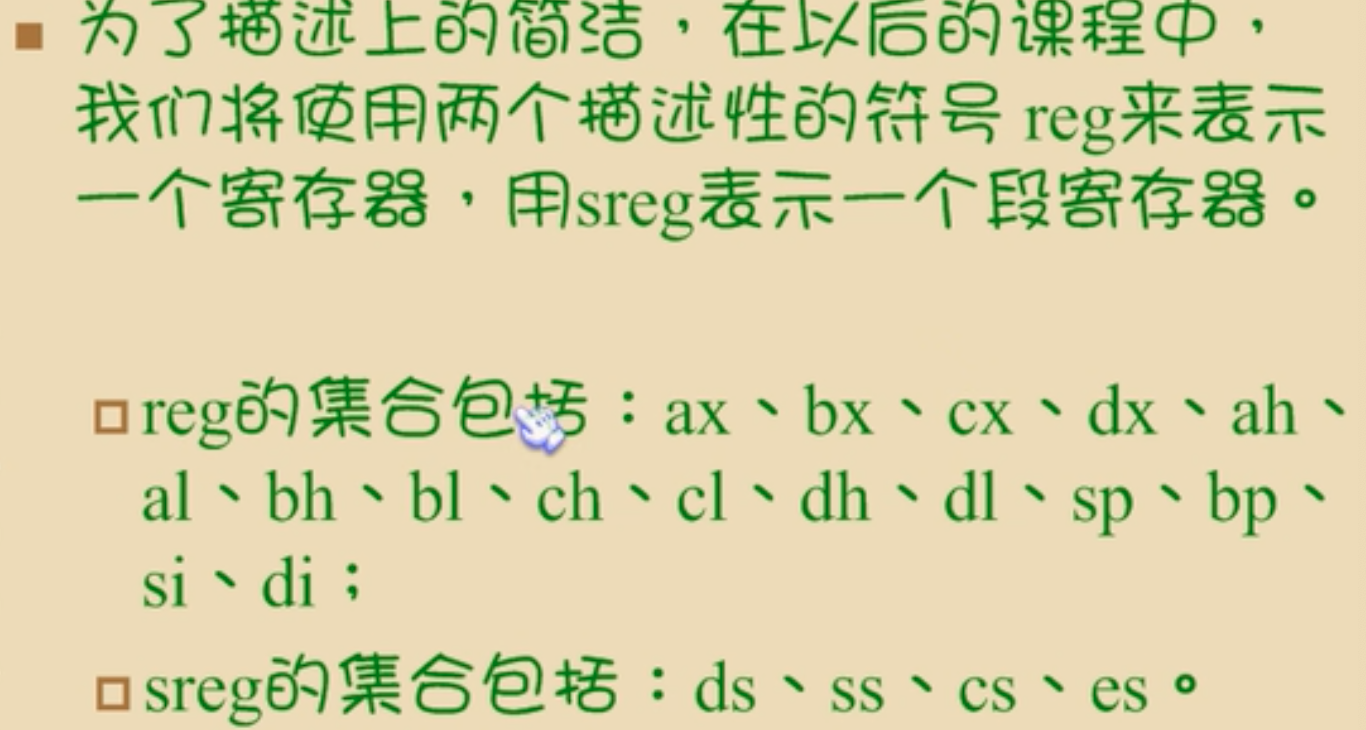 为了描述上的简洁，在以后的课程中，
我们将使用两个描述性的符号 reg来表示
一个寄存器，用sreg表示一个段寄存器。
reg的集合包括：ax、bx、cx、dx、ah、
al、bh、bl、ch、cl、dh、dl、sp、bp、
si、di；
sreg的集合包括：ds、ss、cs、es。